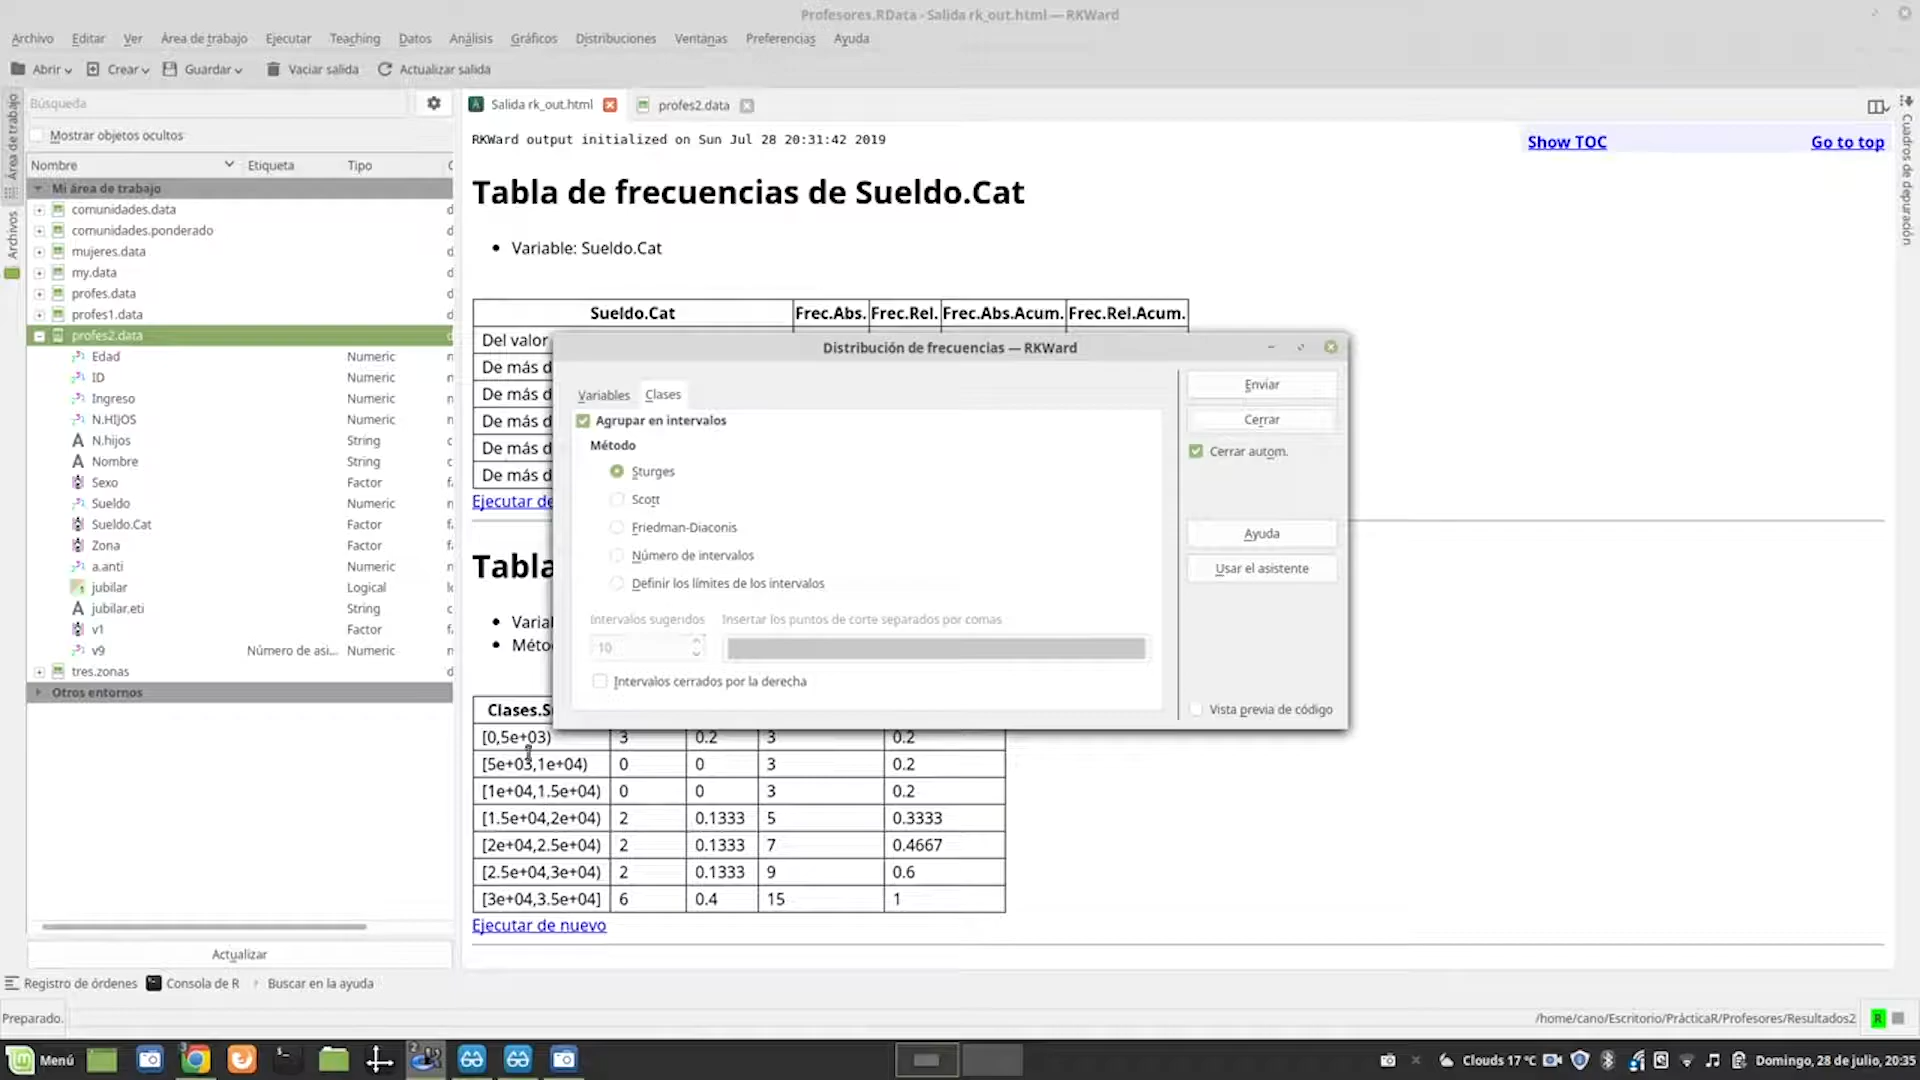 Profesores.RData - Salida rk_out.html — RKWard
Archivo Editar Ver Área de trabajo Ejecutar Teaching Datos Análisis Gráficos Distribuciones Ventanas Preferencias Ayuda
Abrir Crear Guardar Vaciar salida Actualizar salida
Búsqueda
Mostrar objetos ocultos
Nombre Etiqueta Tipo C
Mi área de trabajo
comunidades.data d
comunidades.ponderado d
mujeres.data d
my.data d
profes.data d
profes1.data d
profes2.data d
Edad Numeric n
ID Numeric n
Ingreso Numeric n
N.HIJOS Numeric n
N.hijos String c
Nombre String c
Sexo Factor f.
Sueldo Numeric n
Sueldo.Cat Factor f.
Zona Factor f.
a.anti Numeric n
jubilar Logical lo
jubilar.eti String c
v1 Factor f.
v9 Número de asi... Numeric n
tres.zonas d
Otros entornos
Actualizar
Área de trabajo
Archivos
Salida rk_out.html profes2.data
RKWard output initialized on Sun Jul 28 20:31:42 2019
Show TOC Go to top
Tabla de frecuencias de Sueldo.Cat
• Variable: Sueldo.Cat
Sueldo.Cat Frec.Abs. Frec.Rel. Frec.Abs.Acum. Frec.Rel.Acum.
Del valor
De más d
De más d
De más d
De más d
De más d
Ejecutar de
Tabla
• Varial
• Méto
Clases.S
[0,5e+03) 3 0.2 3 0.2
[5e+03,1e+04) 0 0 3 0.2
[1e+04,1.5e+04) 0 0 3 0.2
[1.5e+04,2e+04) 2 0.1333 5 0.3333
[2e+04,2.5e+04) 2 0.1333 7 0.4667
[2.5e+04,3e+04) 2 0.1333 9 0.6
[3e+04,3.5e+04] 6 0.4 15 1
Ejecutar de nuevo
Distribución de frecuencias — RKWard
Variables Clases
Agrupar en intervalos
Método
Sturges
Scott
Friedman-Diaconis
Número de intervalos
Definir los límites de los intervalos
Intervalos sugeridos Insertar los puntos de corte separados por comas
10
Intervalos cerrados por la derecha
Enviar
Cerrar
Cerrar autom.
Ayuda
Usar el asistente
Vista previa de código
Cuadros de depuración
Registro de órdenes Consola de R Buscar en la ayuda
Preparado.
/home/cano/Escritorio/PrácticaR/Profesores/Resultados2 R
Menú 3 2 Clouds 17 °C Domingo, 28 de julio, 20:35